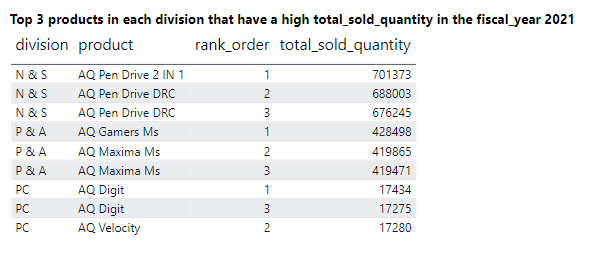 Top 3 products in each division that have a high total_sold_quantity in the fiscal_year 2021
division product rank_order total_sold_quantity
N & S AQ Pen Drive 2 IN 1 1 701373
N & S AQ Pen Drive DRC 2 688003
N & S AQ Pen Drive DRC 3 676245
P & A AQ Gamers Ms 1 428498
P & A AQ Maxima Ms 2 419865
P & A AQ Maxima Ms 3 419471
PC AQ Digit 1 17434
PC AQ Digit 3 17275
PC AQ Velocity 2 17280